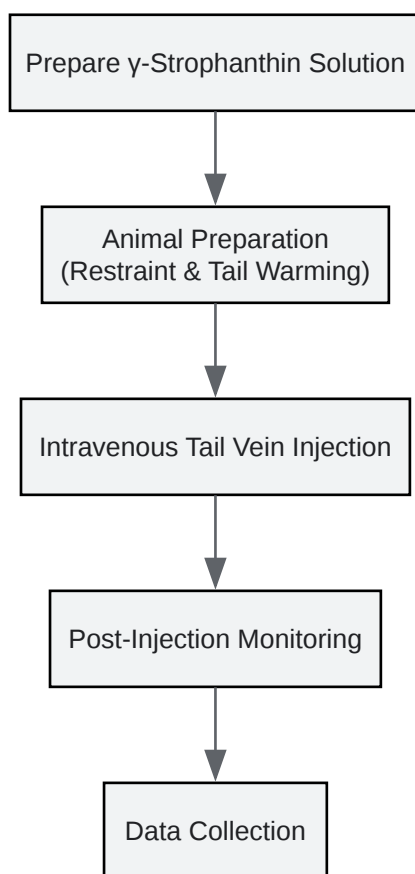 Prepare γ-Strophanthin Solution
Animal Preparation
(Restraint & Tail Warming)
Intravenous Tail Vein Injection
Post-Injection Monitoring
Data Collection